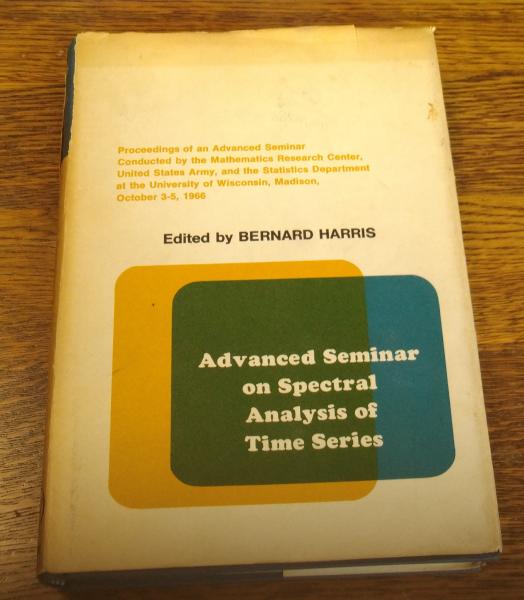 Proceedings of an Advanced Seminar
Conducted by the Mathematics Research Center,
United States Army, and the Statistics Department
at the University of Wisconsin, Madison,
October 3-5, 1966
Edited by BERNARD HARRIS
Advanced Seminar
on Spectral
Analysis of
Time Series